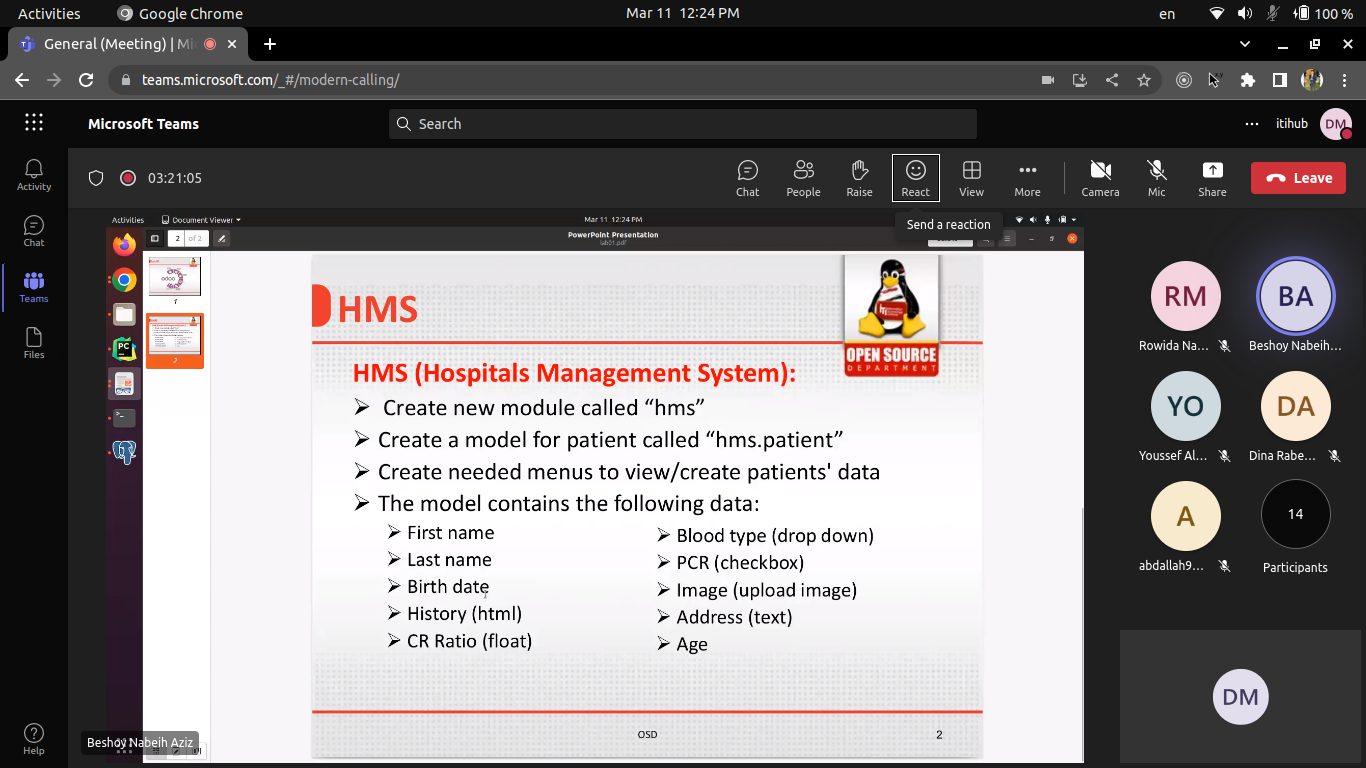 Activities
Google Chrome
Mar 11 12:24 PM
en
100 %
General (Meeting) | Mi
teams.microsoft.com/_#/modern-calling/
Microsoft Teams
Search
itihub
DM
03:21:05
Chat
People
Raise
React
View
More
Camera
Mic
Share
Leave
Send a reaction
Activity
Chat
Teams
Files
Help
Activities
Document Viewer
Mar 11 12:24 PM
2
of 2
PowerPoint Presentation
lab01.pdf
HMS
OPEN SOURCE
DEPARTMENT
HMS (Hospitals Management System):
➢ Create new module called “hms”
➢ Create a model for patient called “hms.patient”
➢ Create needed menus to view/create patients' data
➢ The model contains the following data:
➢ First name
➢ Last name
➢ Birth date
➢ History (html)
➢ CR Ratio (float)
➢ Blood type (drop down)
➢ PCR (checkbox)
➢ Image (upload image)
➢ Address (text)
➢ Age
OSD
2
Beshoy Nabeih Aziz
RM
Rowida Na...
BA
Beshoy Nabeih...
YO
Youssef Al...
DA
Dina Rabe...
A
abdallah9...
14
Participants
DM